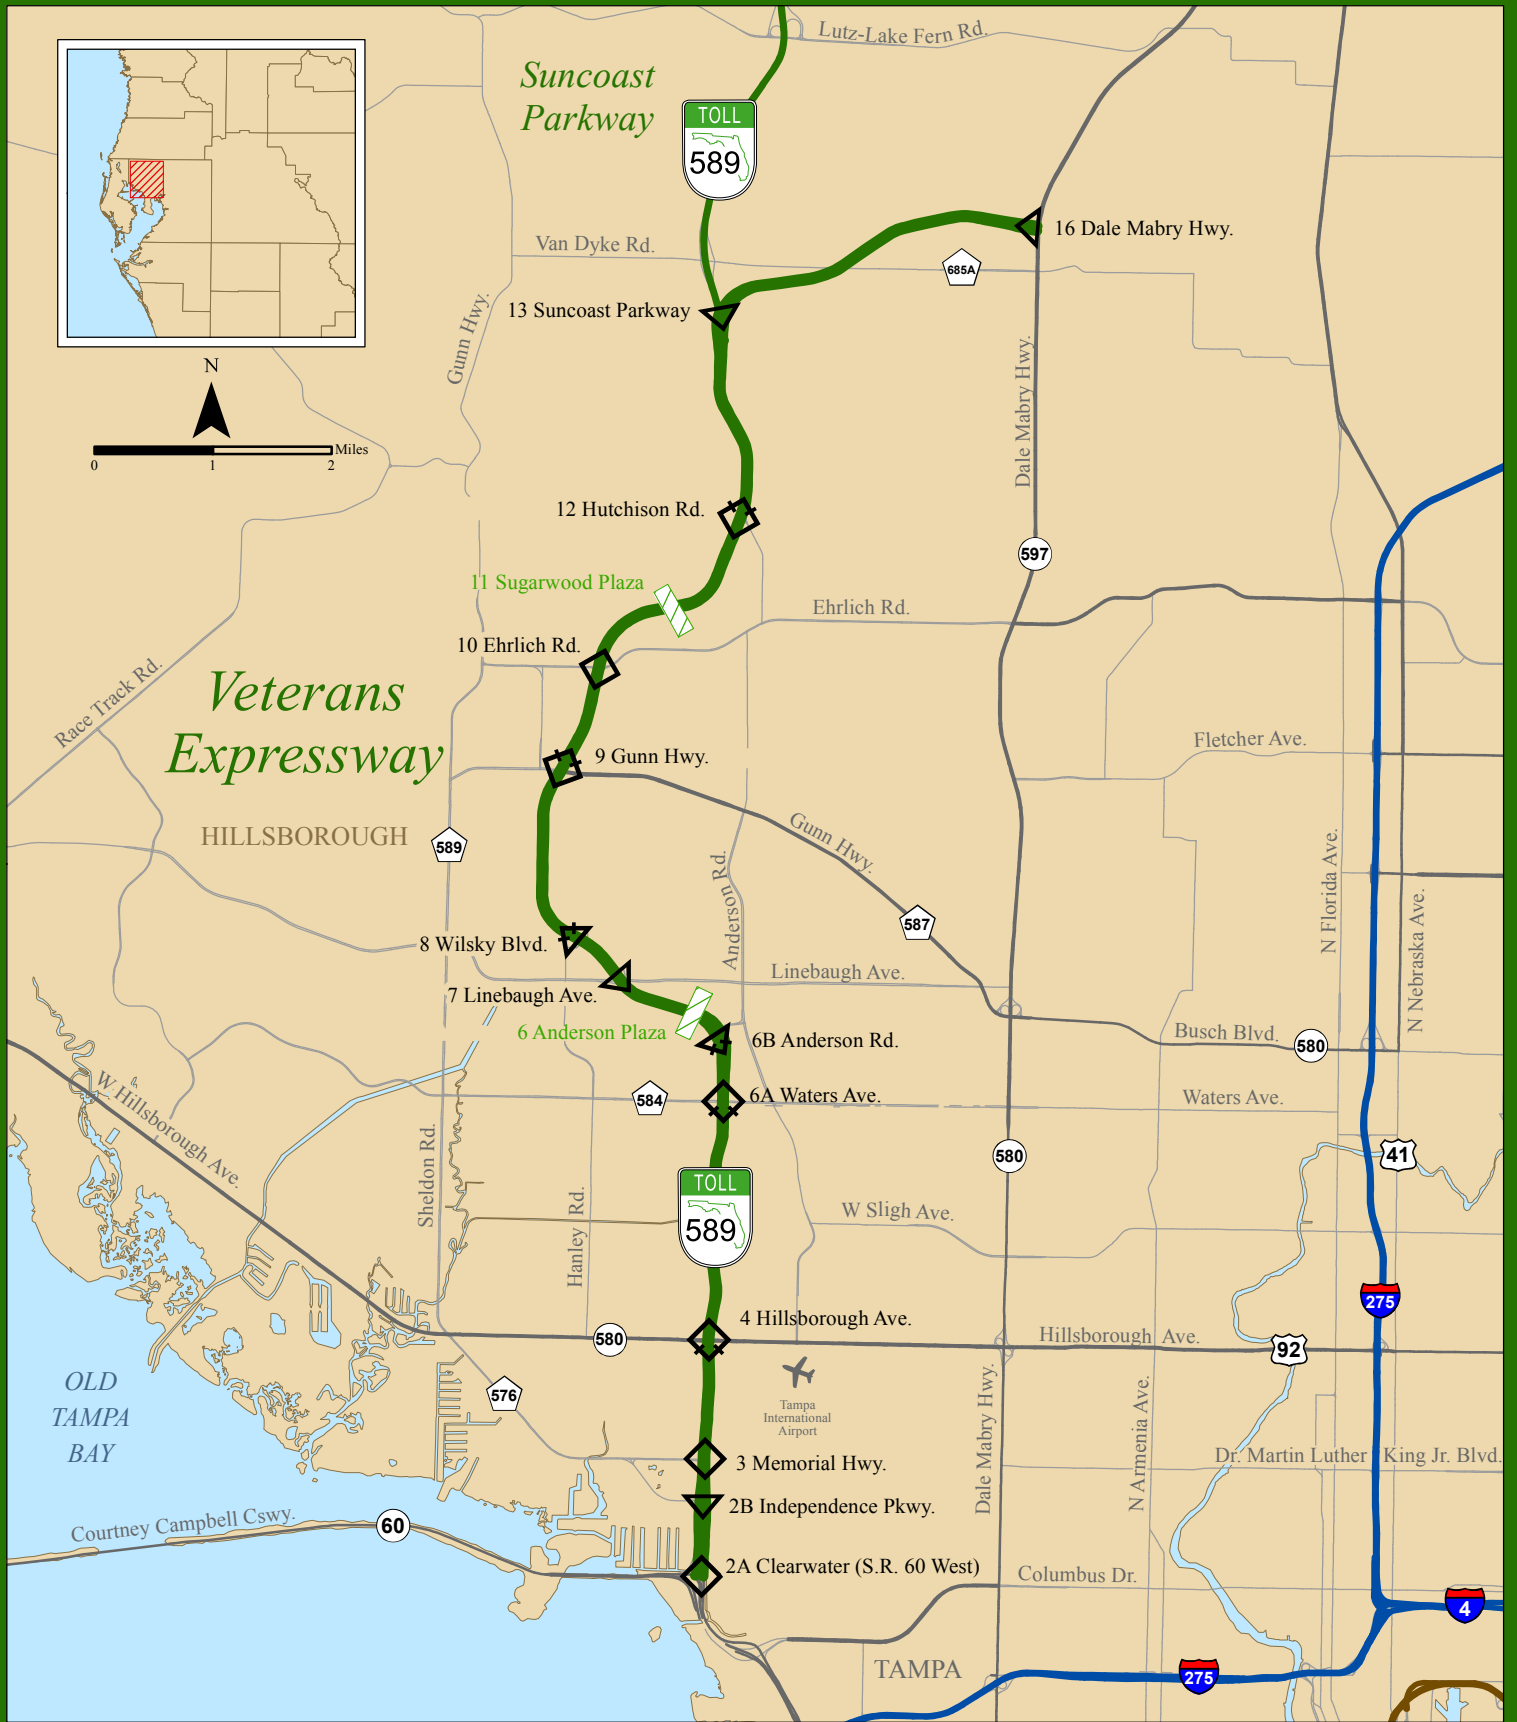 Lutz-Lake Fern Rd.
Suncoast
Parkway
TOLL
589
Van Dyke Rd.
16 Dale Mabry Hwy.
685A
13 Suncoast Parkway
Gunn Hwy.
N
Miles
0 1 2
Dale Mabry Hwy.
12 Hutchison Rd.
597
11 Sugarwood Plaza
Ehrlich Rd.
10 Ehrlich Rd.
Race Track Rd.
Veterans
Expressway
9 Gunn Hwy.
Fletcher Ave.
HILLSBOROUGH
589
Gunn Hwy.
Anderson Rd.
N Florida Ave.
N Nebraska Ave.
587
8 Wilsky Blvd.
Linebaugh Ave.
7 Linebaugh Ave.
6 Anderson Plaza
6B Anderson Rd.
Busch Blvd.
580
W Hillsborough Ave.
584
6A Waters Ave.
Waters Ave.
Sheldon Rd.
580
41
TOLL
589
W Sligh Ave.
Hanley Rd.
275
4 Hillsborough Ave.
580
Hillsborough Ave.
92
OLD
TAMPA
BAY
576
Tampa
International
Airport
Dale Mabry Hwy.
N Armenia Ave.
3 Memorial Hwy.
Dr. Martin Luther King Jr. Blvd.
2B Independence Pkwy.
Courtney Campbell Cswy.
60
2A Clearwater (S.R. 60 West)
Columbus Dr.
4
TAMPA
275